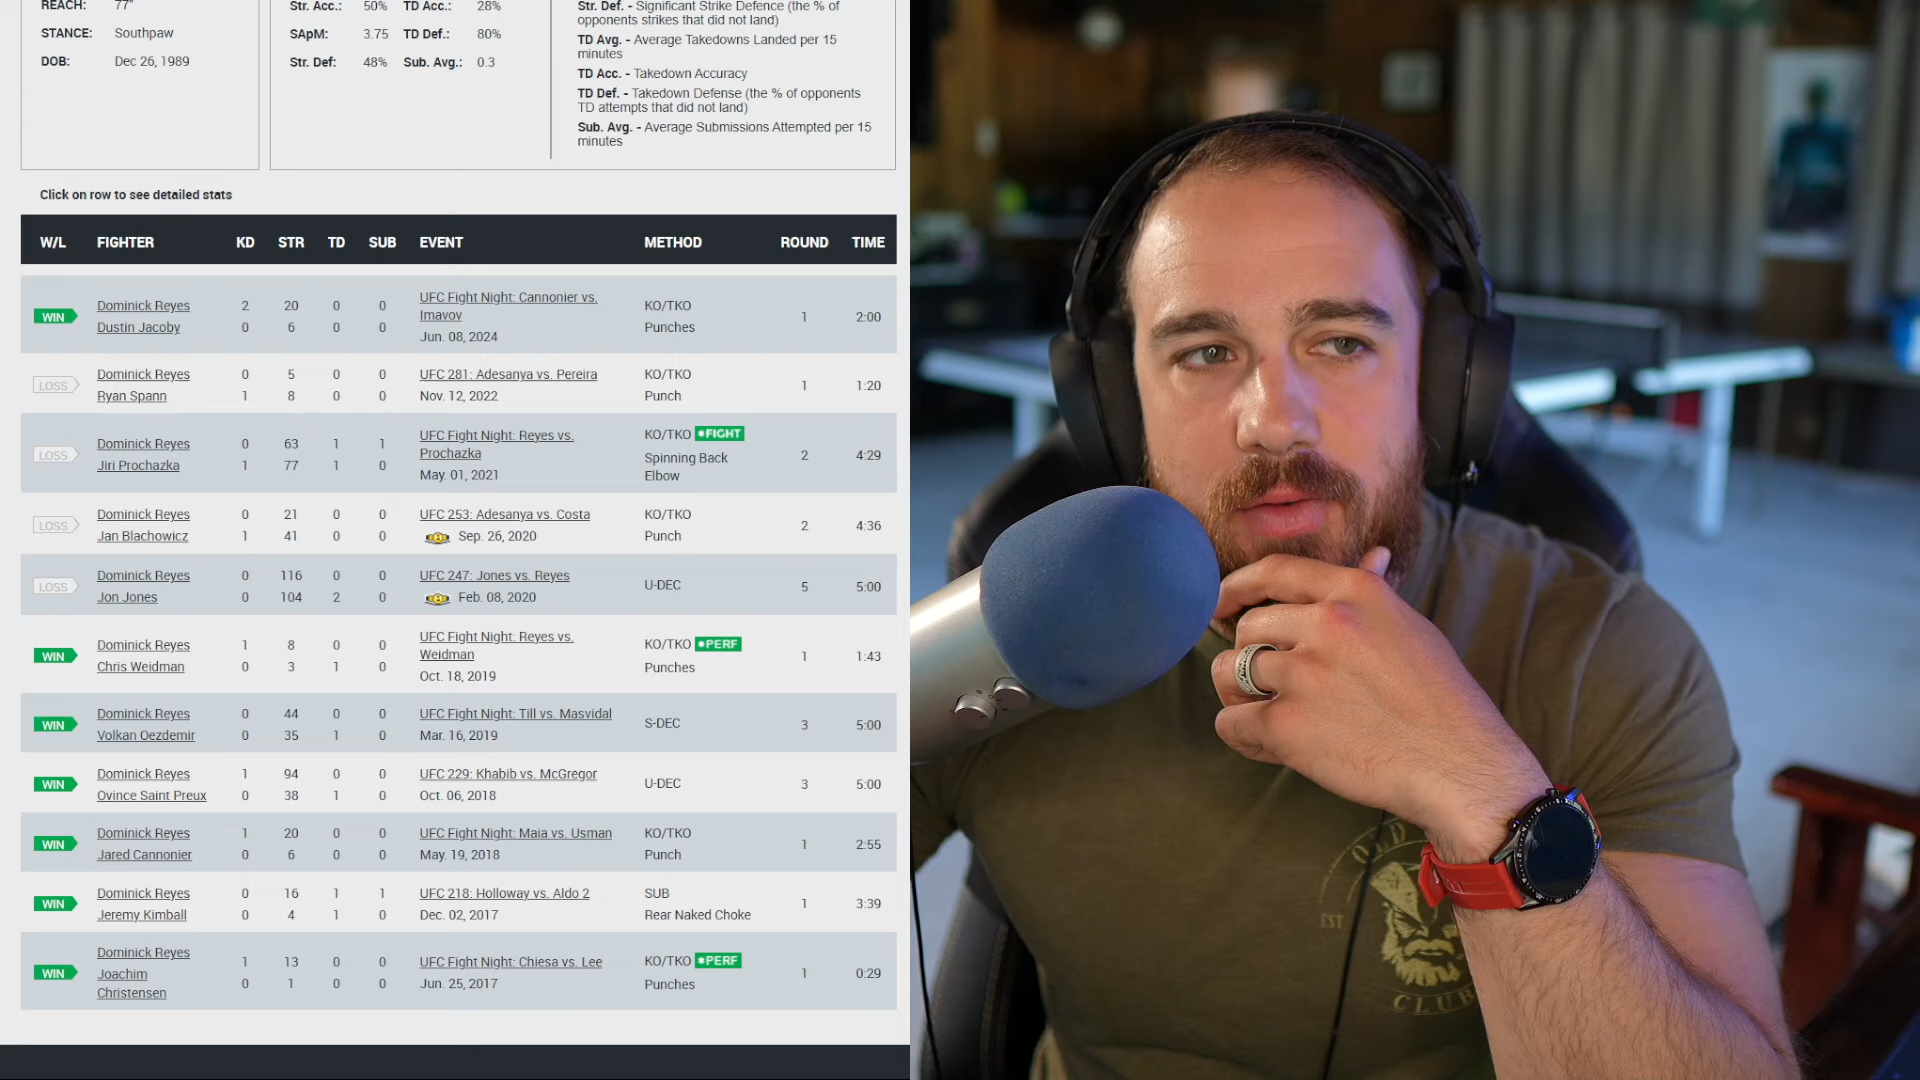 REACH: 77"
STANCE: Southpaw
DOB: Dec 26, 1989
Str. Acc.: 50% TD Acc.: 28%
SApM: 3.75 TD Def.: 80%
Str. Def: 48% Sub. Avg.: 0.3
Str. Def. - Significant Strike Defence (the % of
opponents strikes that did not land)
TD Avg. - Average Takedowns Landed per 15
minutes
TD Acc. - Takedown Accuracy
TD Def. - Takedown Defense (the % of opponents
TD attempts that did not land)
Sub. Avg. - Average Submissions Attempted per 15
minutes
Click on row to see detailed stats
W/L FIGHTER KD STR TD SUB EVENT METHOD ROUND TIME
WIN
Dominick Reyes 2 20 0 0
Dustin Jacoby 0 6 0 0
UFC Fight Night: Cannonier vs.
Imavov
Jun. 08, 2024
KO/TKO
Punches
1 2:00
LOSS
Dominick Reyes 0 5 0 0
Ryan Spann 1 8 0 0
UFC 281: Adesanya vs. Pereira
Nov. 12, 2022
KO/TKO
Punch
1 1:20
LOSS
Dominick Reyes 0 63 1 1
Jiri Prochazka 1 77 1 0
UFC Fight Night: Reyes vs.
Prochazka
May. 01, 2021
KO/TKO FIGHT
Spinning Back
Elbow
2 4:29
LOSS
Dominick Reyes 0 21 0 0
Jan Blachowicz 1 41 0 0
UFC 253: Adesanya vs. Costa
Sep. 26, 2020
KO/TKO
Punch
2 4:36
LOSS
Dominick Reyes 0 116 0 0
Jon Jones 0 104 2 0
UFC 247: Jones vs. Reyes
Feb. 08, 2020
U-DEC
5 5:00
WIN
Dominick Reyes 1 8 0 0
Chris Weidman 0 3 1 0
UFC Fight Night: Reyes vs.
Weidman
Oct. 18, 2019
KO/TKO PERF
Punches
1 1:43
WIN
Dominick Reyes 0 44 0 0
Volkan Oezdemir 0 35 1 0
UFC Fight Night: Till vs. Masvidal
Mar. 16, 2019
S-DEC
3 5:00
WIN
Dominick Reyes 1 94 0 0
Ovince Saint Preux 0 38 1 0
UFC 229: Khabib vs. McGregor
Oct. 06, 2018
U-DEC
3 5:00
WIN
Dominick Reyes 1 20 0 0
Jared Cannonier 0 6 0 0
UFC Fight Night: Maia vs. Usman
May. 19, 2018
KO/TKO
Punch
1 2:55
WIN
Dominick Reyes 0 16 1 1
Jeremy Kimball 0 4 1 0
UFC 218: Holloway vs. Aldo 2
Dec. 02, 2017
SUB
Rear Naked Choke
1 3:39
WIN
Dominick Reyes 1 13 0 0
Joachim
Christensen 0 1 0 0
UFC Fight Night: Chiesa vs. Lee
Jun. 25, 2017
KO/TKO PERF
Punches
1 0:29
OLD
EST.
CLUB